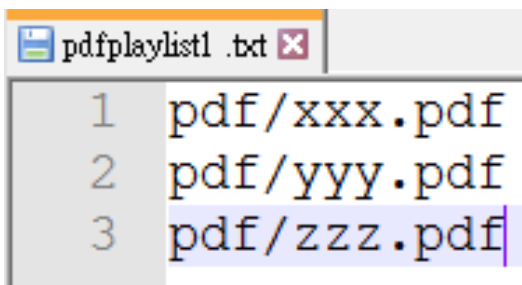 pdfplaylist1 .txt
1 pdf/xxx.pdf
2 pdf/yyy.pdf
3 pdf/zzz.pdf